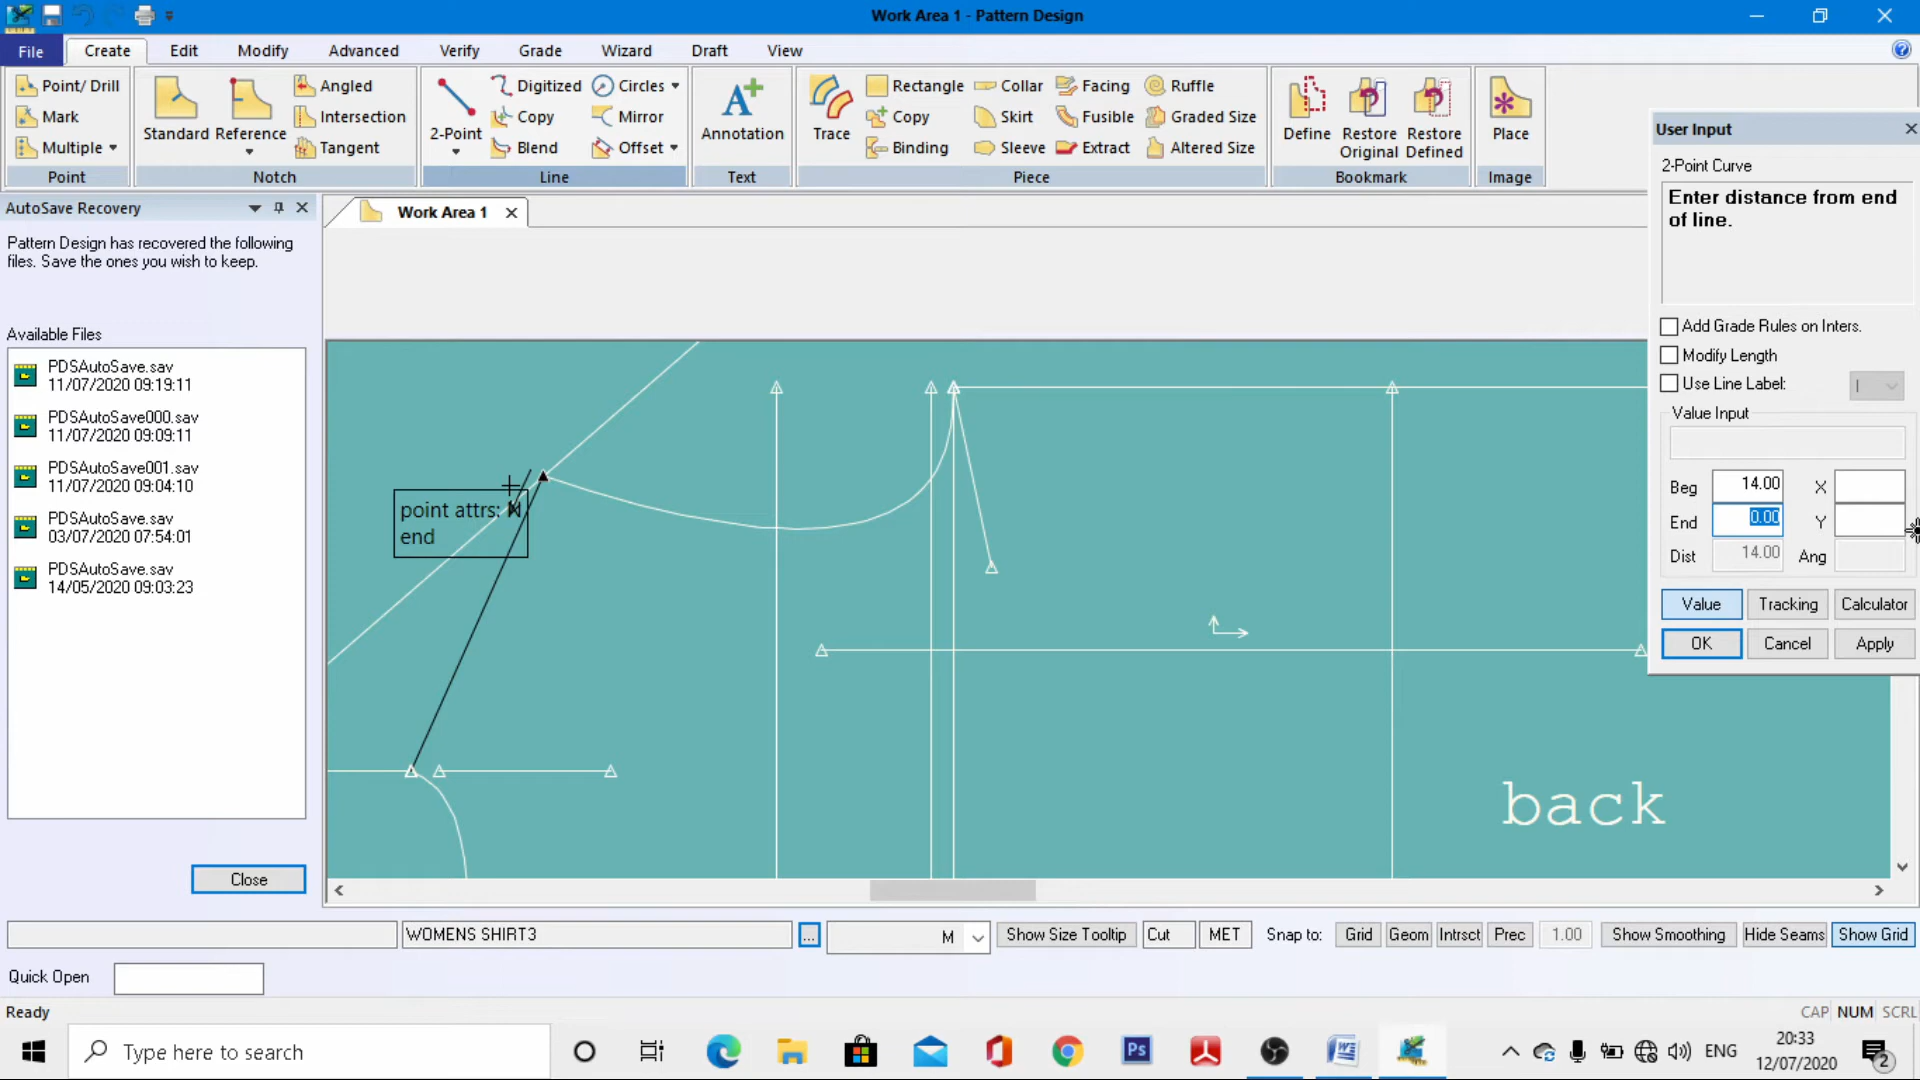 Work Area 1 - Pattern Design
File Create Edit Modify Advanced Verify Grade Wizard Draft View
Point/ Drill
Mark
Multiple
Point
Standard
Reference
Angled
Intersection
Tangent
Notch
2-Point
Digitized
Copy
Blend
Circles
Mirror
Offset
Line
Annotation
Text
Trace
Rectangle
Copy
Binding
Collar
Skirt
Sleeve
Facing
Fusible
Extract
Ruffle
Graded Size
Altered Size
Piece
Define
Restore
Original
Restore
Defined
Bookmark
Place
Image
AutoSave Recovery
Pattern Design has recovered the following
files. Save the ones you wish to keep.
Available Files
PDSAutoSave.sav
11/07/2020 09:19:11
PDSAutoSave000.sav
11/07/2020 09:09:11
PDSAutoSave001.sav
11/07/2020 09:04:10
PDSAutoSave.sav
03/07/2020 07:54:01
PDSAutoSave.sav
14/05/2020 09:03:23
Close
Work Area 1
point attrs: N
end
back
User Input
2-Point Curve
Enter distance from end
of line.
Add Grade Rules on Inters.
Modify Length
Use Line Label: I
Value Input
Beg 14.00 X
End 0.00 Y
Dist 14.00 Ang
Value Tracking Calculator
OK Cancel Apply
WOMENS SHIRT3 ... M Show Size Tooltip Cut MET Snap to: Grid Geom Intrsct Prec 1.00 Show Smoothing Hide Seams Show Grid
Quick Open
Ready CAP NUM SCRL
Type here to search
Ps
ENG
20:33
12/07/2020
2